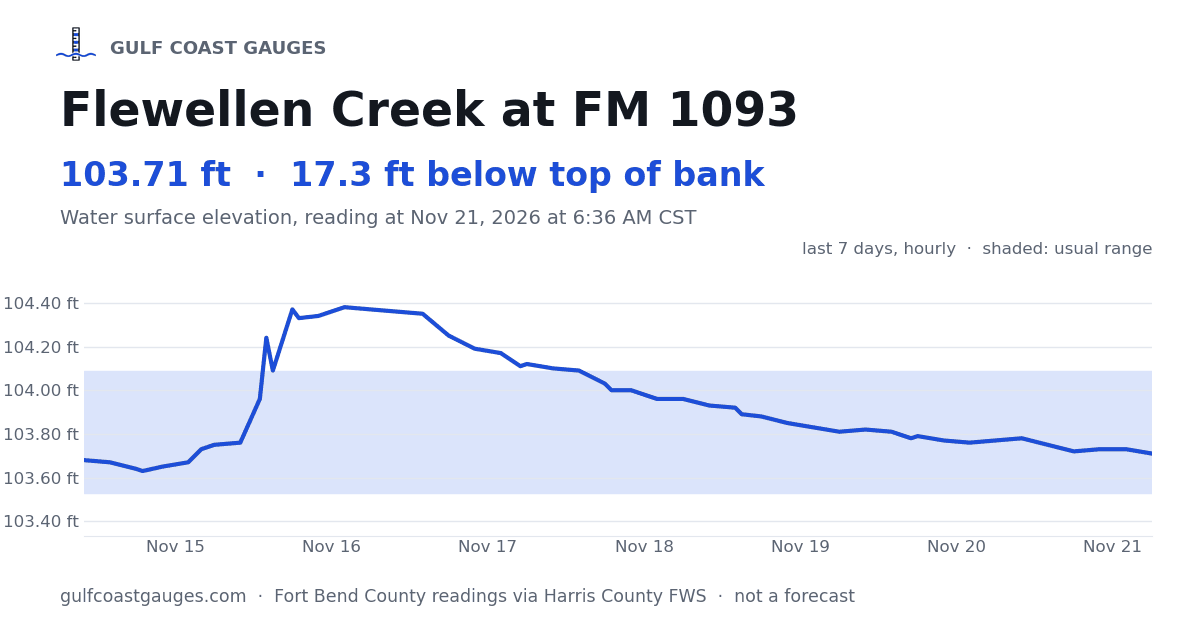 GULF COAST GAUGES
Flewellen Creek at FM 1093
103.71 ft · 17.3 ft below top of bank
Water surface elevation, reading at Nov 21, 2026 at 6:36 AM CST
last 7 days, hourly · shaded: usual range
104.40 ft
104.20 ft
104.00 ft
103.80 ft
103.60 ft
103.40 ft
Nov 15 Nov 16 Nov 17 Nov 18 Nov 19 Nov 20 Nov 21
gulfcoastgauges.com · Fort Bend County readings via Harris County FWS · not a forecast